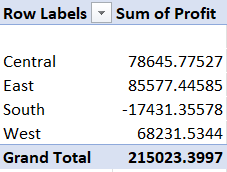 Row Labels Sum of Profit
Central 78645.77527
East 85577.44585
South -17431.35578
West 68231.5344
Grand Total 215023.3997